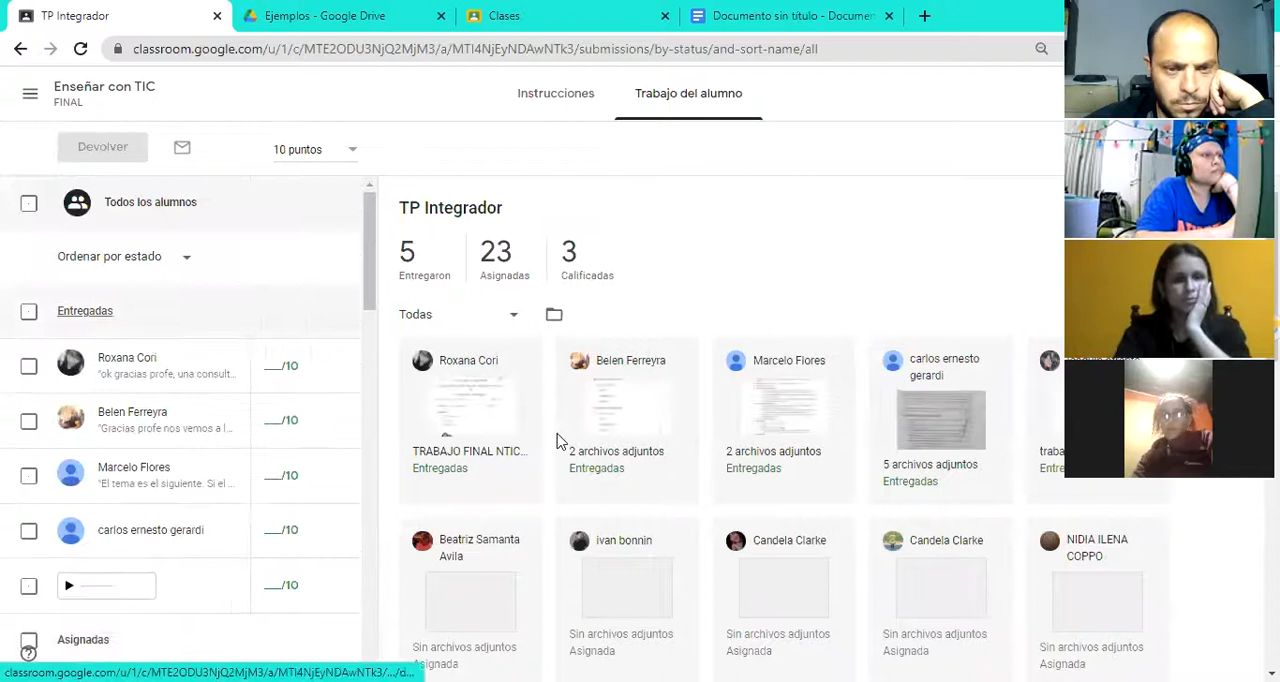 TP Integrador
Ejemplos - Google Drive
Clases
Documento sin título - Documen
classroom.google.com/u/1/c/MTE2ODU3NjQ2MjM3/a/MTI4NjEyNDAwNTk3/submissions/by-status/and-sort-name/all
Enseñar con TIC
FINAL
Instrucciones
Trabajo del alumno
Devolver
10 puntos
Todos los alumnos
Ordenar por estado
Entregadas
Roxana Cori
"ok gracias profe, una consult...
__/10
Belen Ferreyra
"Gracias profe nos vemos a l...
__/10
Marcelo Flores
"El tema es el siguiente. Si el ...
__/10
carlos ernesto gerardi
__/10
__/10
Asignadas
TP Integrador
5 23 3
Entregaron Asignadas Calificadas
Todas
Roxana Cori
TRABAJO FINAL NTIC...
Entregadas
Belen Ferreyra
2 archivos adjuntos
Entregadas
Marcelo Flores
2 archivos adjuntos
Entregadas
carlos ernesto
gerardi
5 archivos adjuntos
Entregadas
traba
Entre
Beatriz Samanta
Avila
Sin archivos adjuntos
Asignada
ivan bonnin
Sin archivos adjuntos
Asignada
Candela Clarke
Sin archivos adjuntos
Asignada
Candela Clarke
Sin archivos adjuntos
Asignada
NIDIA ILENA
COPPO
Sin archivos adjuntos
Asignada
classroom.google.com/u/1/c/MTE2ODU3NjQ2MjM3/a/MTI4NjEyNDAwNTk3/.../d...